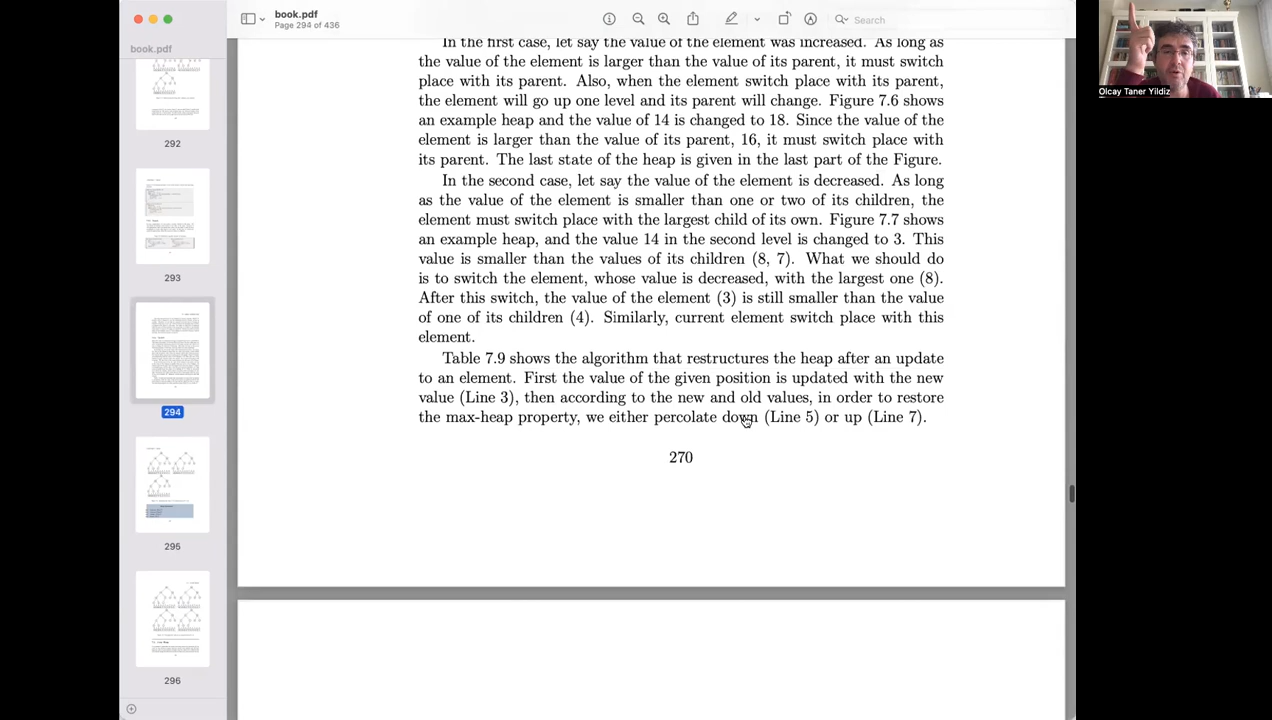 book.pdf
Page 294 of 436
Search
book.pdf
292
293
294
295
296
In the first case, let say the value of the element was increased. As long as
the value of the element is larger than the value of its parent, it must switch
place with its parent. Also, when the element switch place with its parent,
the element will go up one level and its parent will change. Figure 7.6 shows
an example heap and the value of 14 is changed to 18. Since the value of the
element is larger than the value of its parent, 16, it must switch place with
its parent. The last state of the heap is given in the last part of the Figure.
In the second case, let say the value of the element is decreased. As long
as the value of the element is smaller than one or two of its children, the
element must switch place with the largest child of its own. Figure 7.7 shows
an example heap, and the value 14 in the second level is changed to 3. This
value is smaller than the values of its children (8, 7). What we should do
is to switch the element, whose value is decreased, with the largest one (8).
After this switch, the value of the element (3) is still smaller than the value
of one of its children (4). Similarly, current element switch place with this
element.
Table 7.9 shows the algorithm that restructures the heap after an update
to an element. First the value of the given position is updated with the new
value (Line 3), then according to the new and old values, in order to restore
the max-heap property, we either percolate down (Line 5) or up (Line 7).
270
Olcay Taner Yildiz